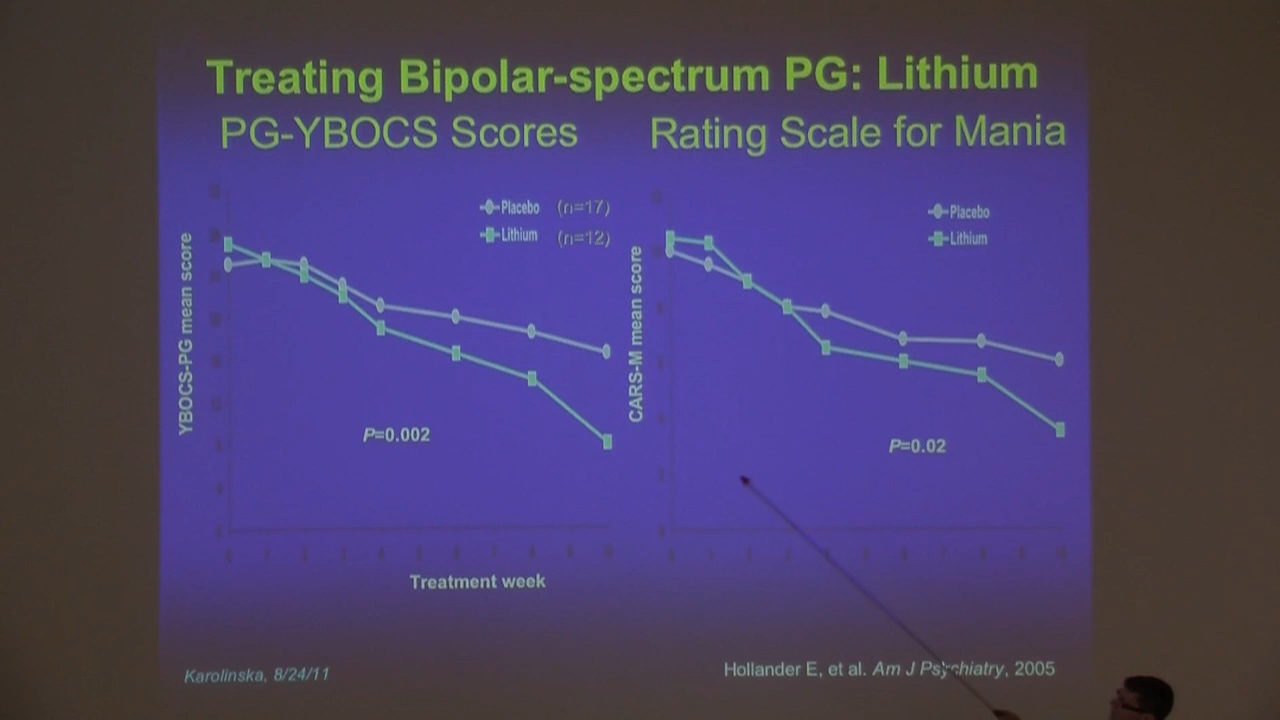 Treating Bipolar-spectrum PG: Lithium
PG-YBOCS Scores
Rating Scale for Mania
Placebo (n=17)
Lithium (n=12)
YBOCS-PG mean score
P=0.002
Treatment week
Placebo
Lithium
CARS-M mean score
P=0.02
Karolinska, 8/24/11
Hollander E, et al. Am J Psychiatry, 2005